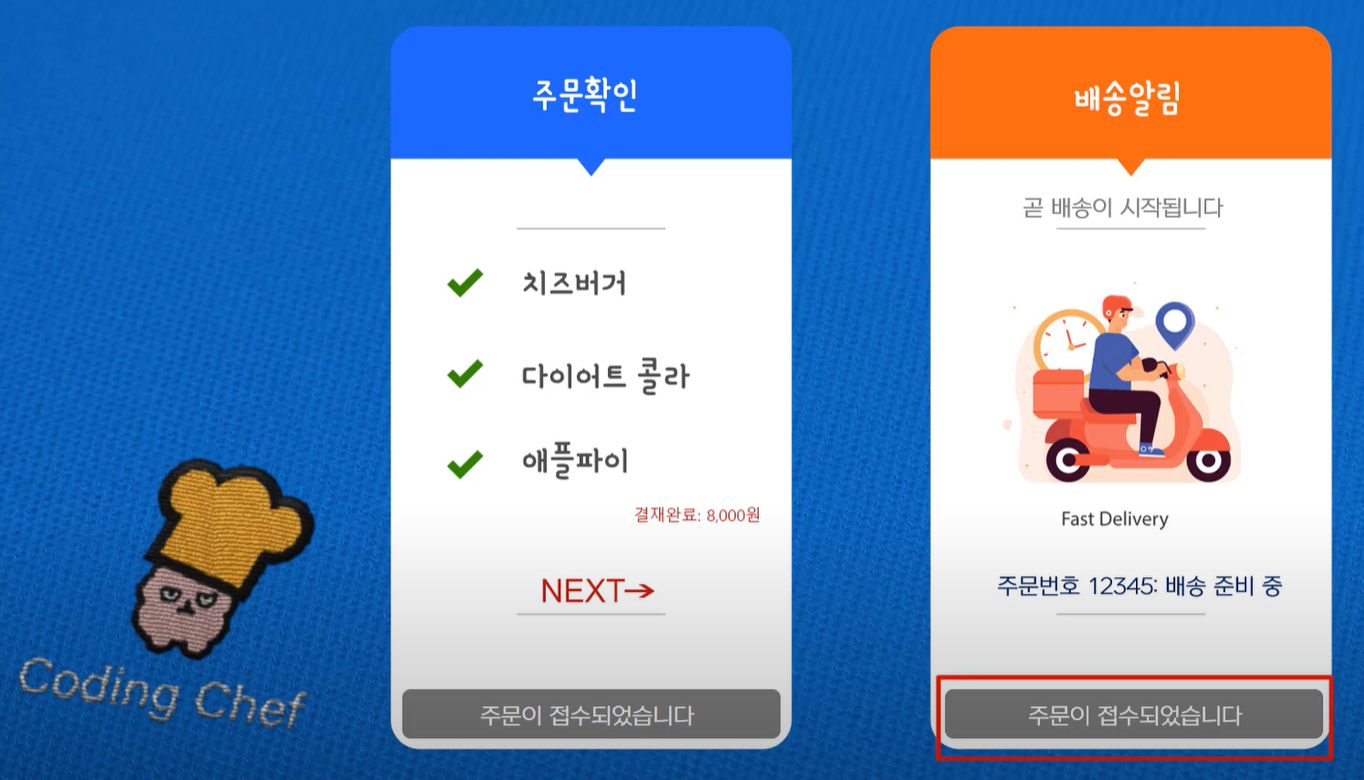 주문확인
치즈버거
다이어트 콜라
애플파이
결재완료: 8,000원
NEXT→
주문이 접수되었습니다
배송알림
곧 배송이 시작됩니다
Fast Delivery
주문번호 12345: 배송 준비 중
주문이 접수되었습니다
Coding Chef